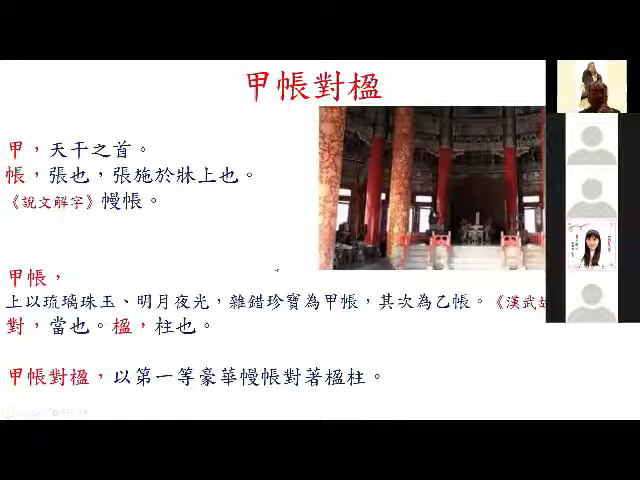 甲帳對楹
甲，天干之首。
帳，張也，張施於牀上也。
《說文解字》幔帳。
甲帳，
上以琉璃珠玉、明月夜光，雜錯珍寶為甲帳，其次為乙帳。《漢武
對，當也。楹，柱也。
甲帳對楹，以第一等豪華幔帳對著楹柱。